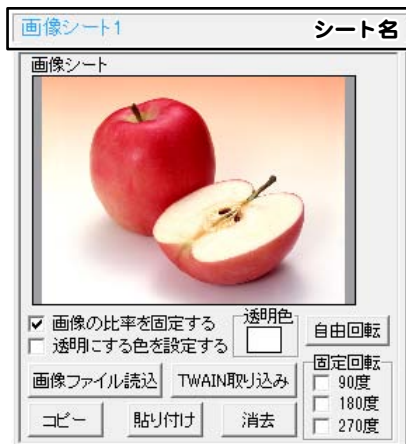 画像シート1 シート名
画像シート
画像の比率を固定する
透明にする色を設定する
透明色
自由回転
画像ファイル読込 TWAIN取り込み
固定回転
90度
180度
270度
コピー 貼り付け 消去